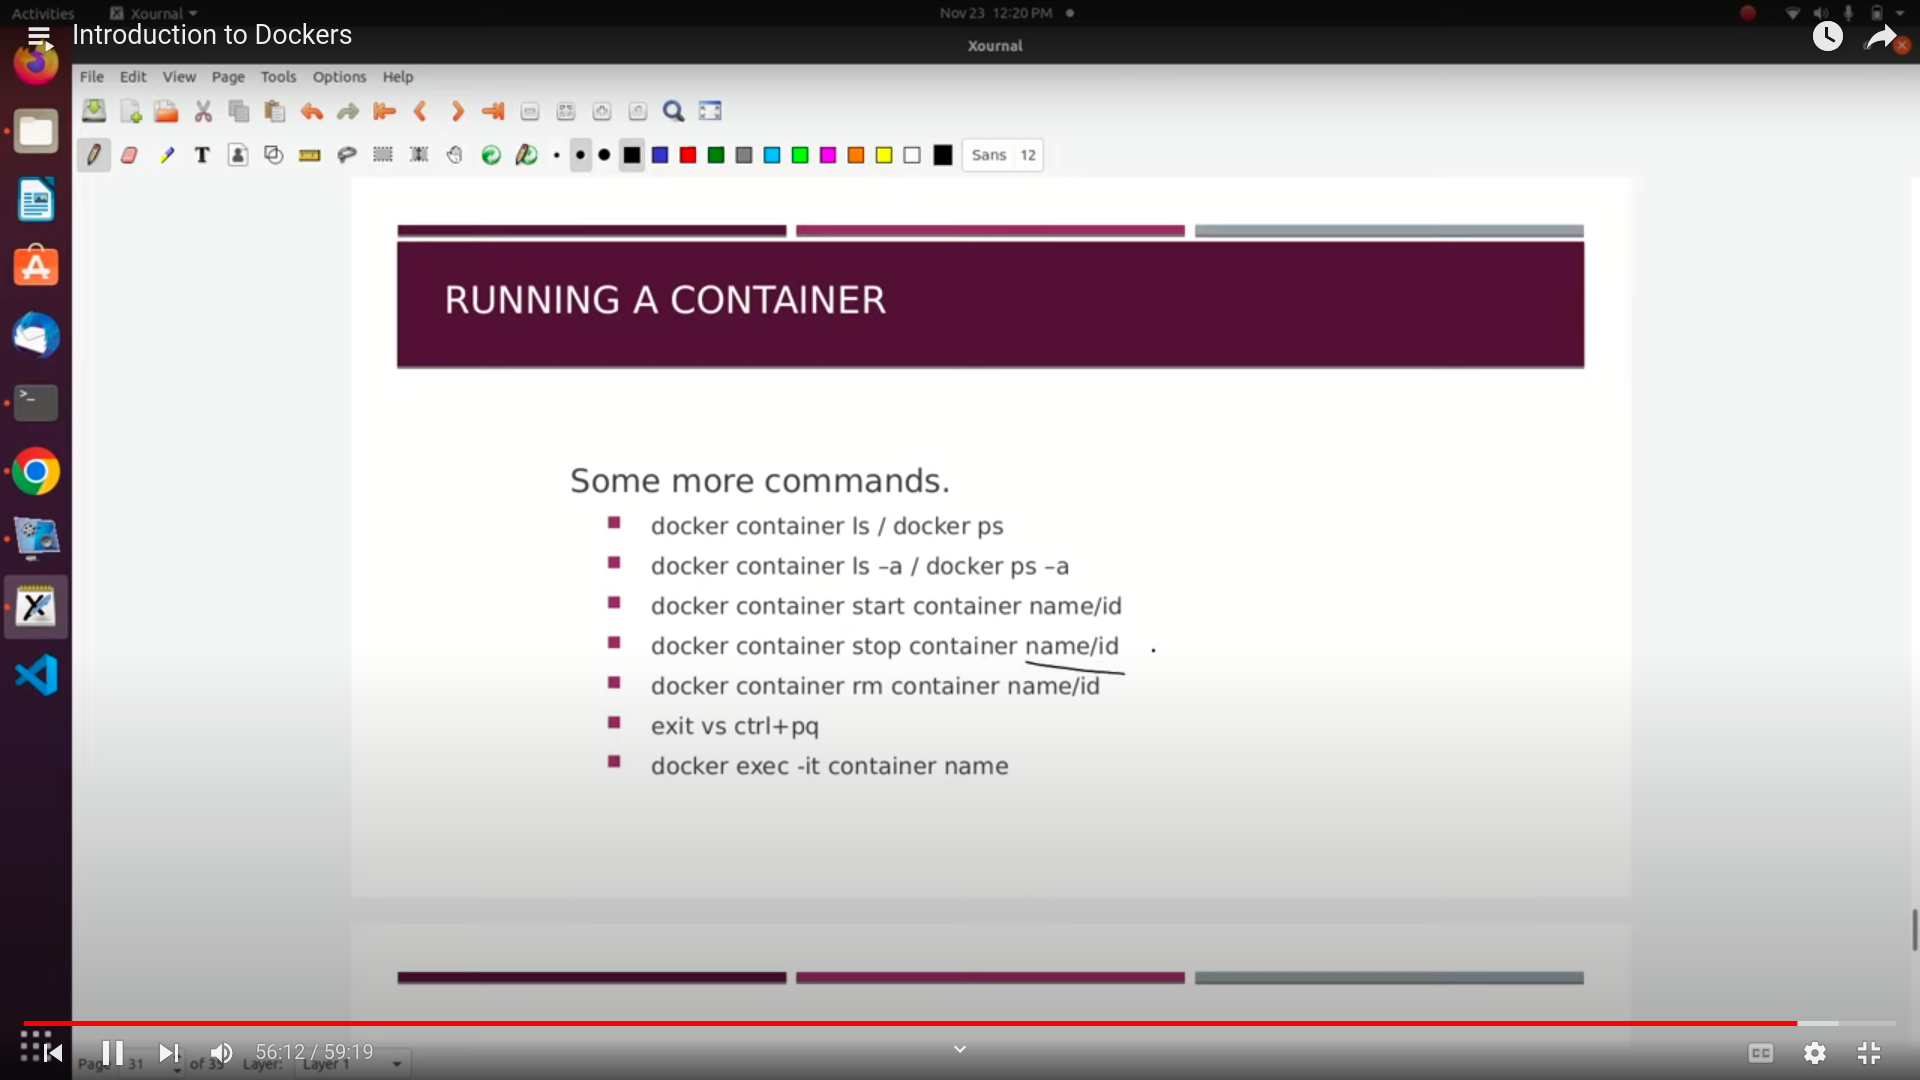 Activities Xournal Nov 23 12:20 PM
Introduction to Dockers
Xournal
File Edit View Page Tools Options Help
T Sans 12
RUNNING A CONTAINER
Some more commands.
docker container ls / docker ps
docker container ls –a / docker ps –a
docker container start container name/id
docker container stop container name/id
docker container rm container name/id
exit vs ctrl+pq
docker exec -it container name
56:12 / 59:19 CC
Page 31 of 35 Layer: Layer 1